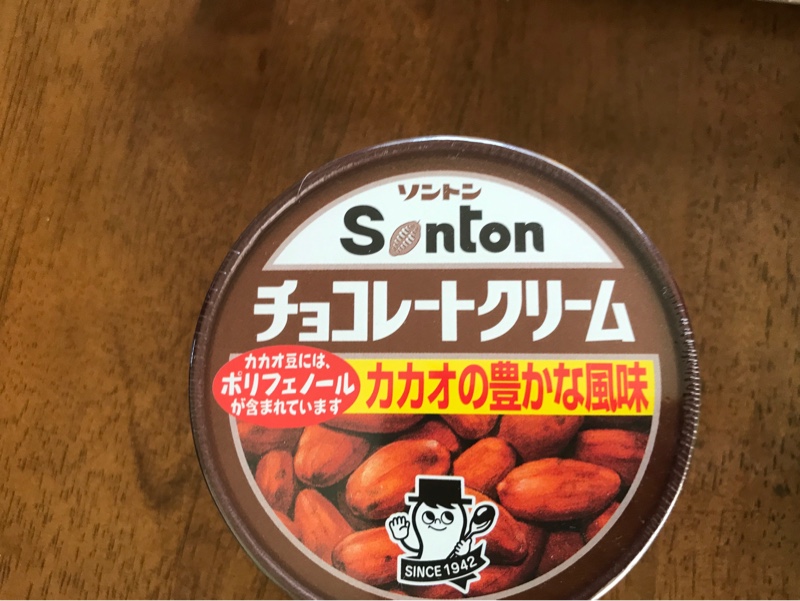 ソントン
Sonton
チョコレートクリーム
カカオ豆には、
ポリフェノール
が含まれています
カカオの豊かな風味
SINCE 1942